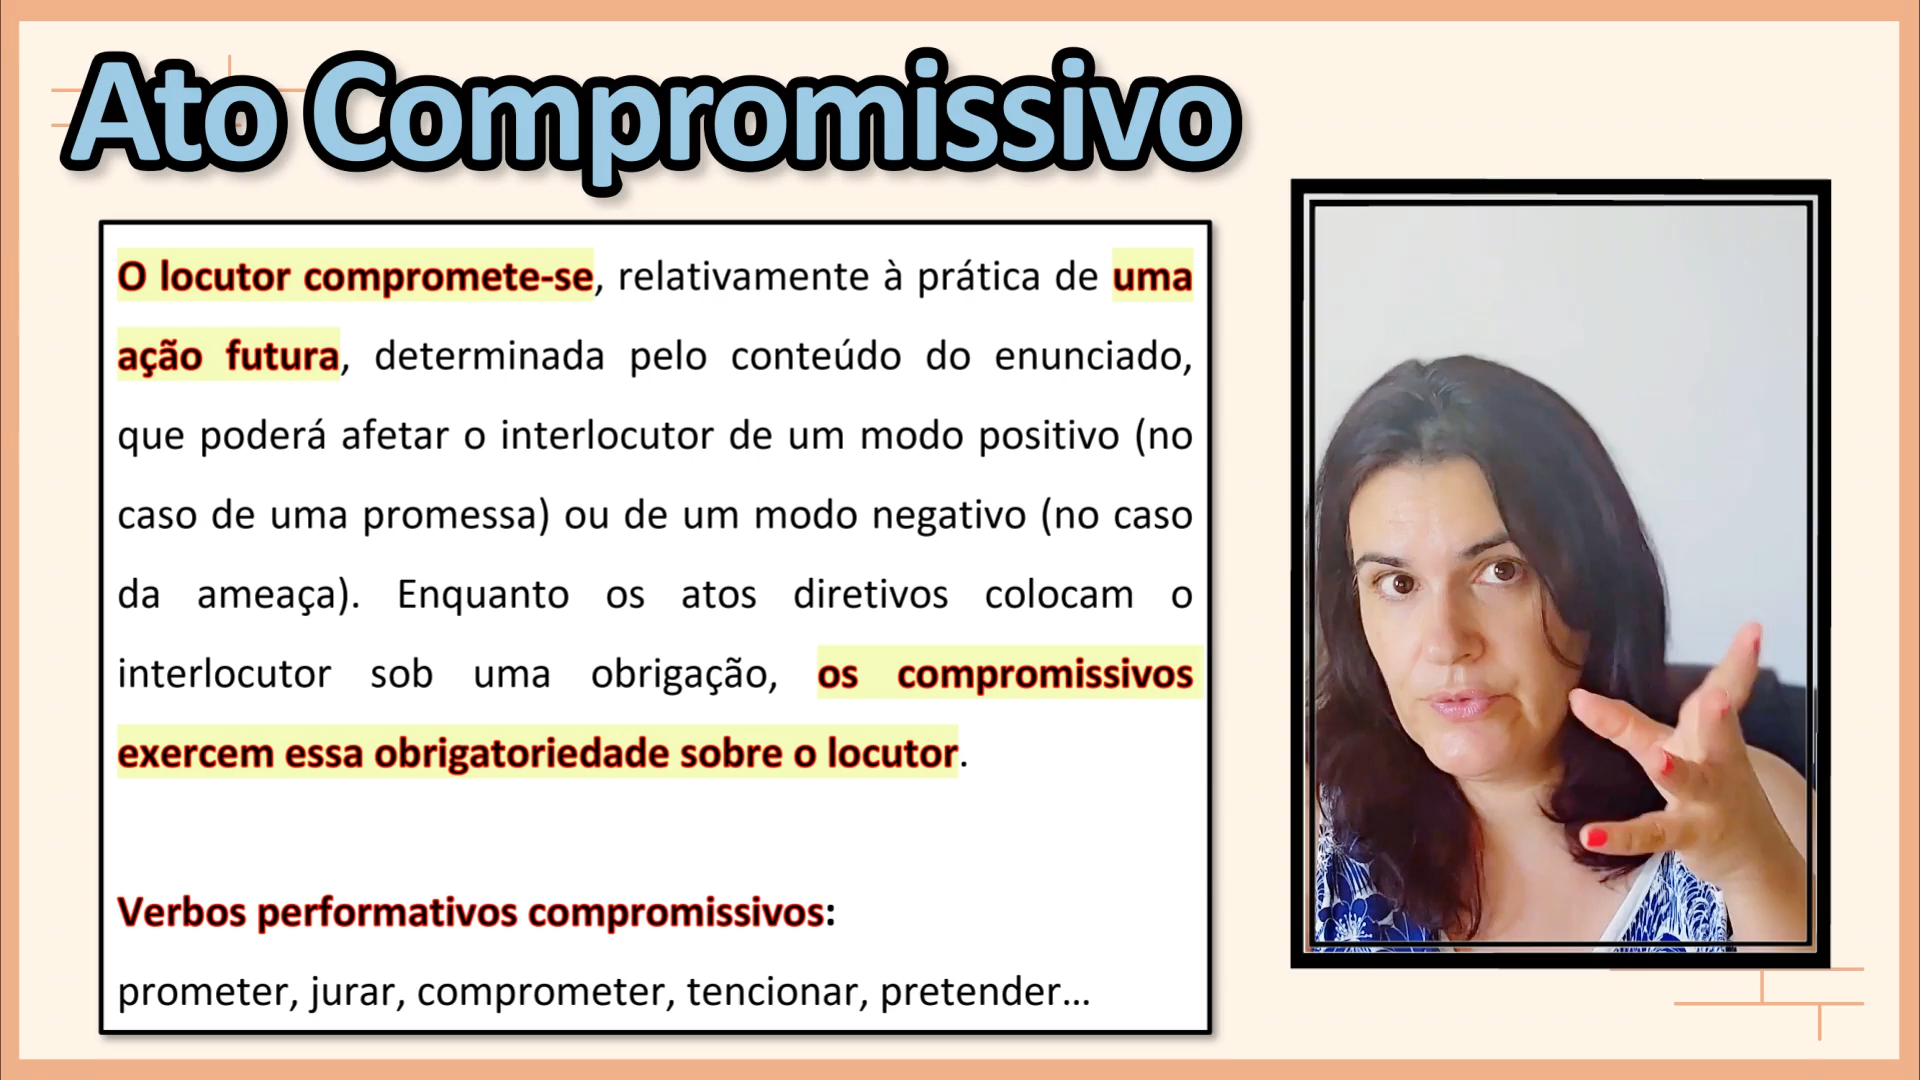 Ato Compromissivo
O locutor compromete-se, relativamente à prática de uma
ação futura, determinada pelo conteúdo do enunciado,
que poderá afetar o interlocutor de um modo positivo (no
caso de uma promessa) ou de um modo negativo (no caso
da ameaça). Enquanto os atos diretivos colocam o
interlocutor sob uma obrigação, os compromissivos
exercem essa obrigatoriedade sobre o locutor.
Verbos performativos compromissivos:
prometer, jurar, comprometer, tencionar, pretender...